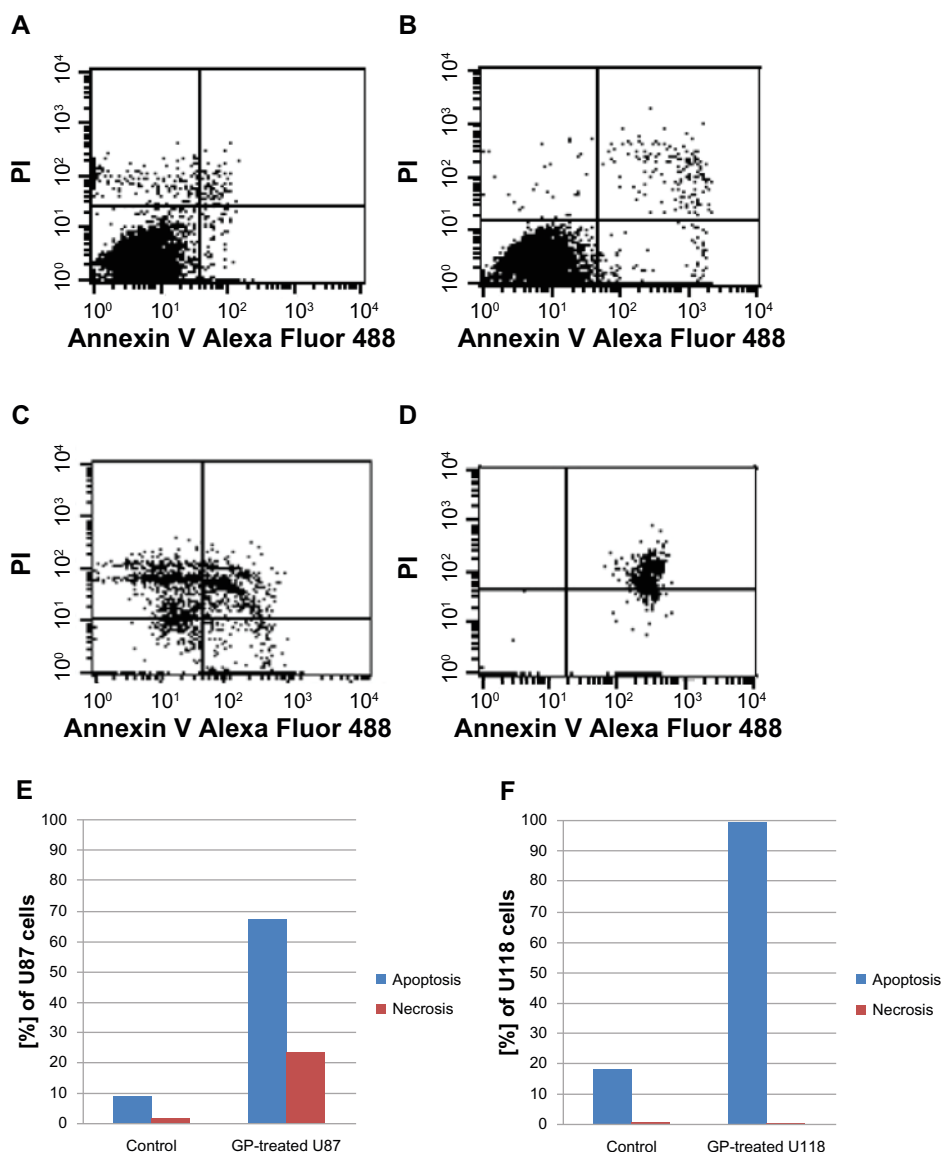 A
B
10⁴
10³
10²
10¹
10⁰
PI
10⁰ 10¹ 10² 10³ 10⁴
Annexin V Alexa Fluor 488
10⁴
10³
10²
10¹
10⁰
PI
10⁰ 10¹ 10² 10³ 10⁴
Annexin V Alexa Fluor 488
C
D
10⁴
10³
10²
10¹
10⁰
PI
10⁰ 10¹ 10² 10³ 10⁴
Annexin V Alexa Fluor 488
10⁴
10³
10²
10¹
10⁰
PI
10⁰ 10¹ 10² 10³ 10⁴
Annexin V Alexa Fluor 488
E
[%] of U87 cells
100
90
80
70
60
50
40
30
20
10
0
Control GP-treated U87
Apoptosis
Necrosis
F
[%] of U118 cells
100
90
80
70
60
50
40
30
20
10
0
Control GP-treated U118
Apoptosis
Necrosis